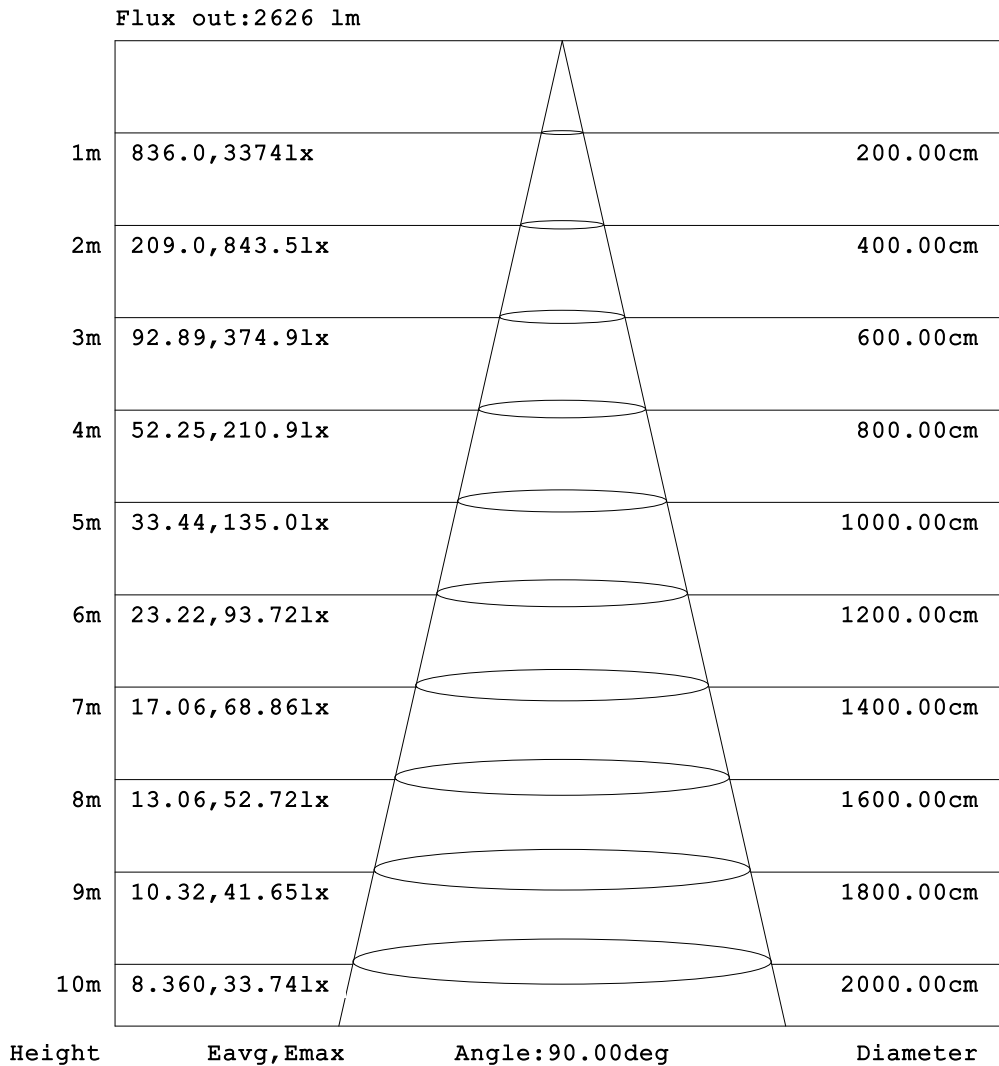 Flux out:2626 lm
1m 836.0,3374lx 200.00cm
2m 209.0,843.5lx 400.00cm
3m 92.89,374.9lx 600.00cm
4m 52.25,210.9lx 800.00cm
5m 33.44,135.0lx 1000.00cm
6m 23.22,93.72lx 1200.00cm
7m 17.06,68.86lx 1400.00cm
8m 13.06,52.72lx 1600.00cm
9m 10.32,41.65lx 1800.00cm
10m 8.360,33.74lx 2000.00cm
Height Eavg,Emax Angle:90.00deg Diameter